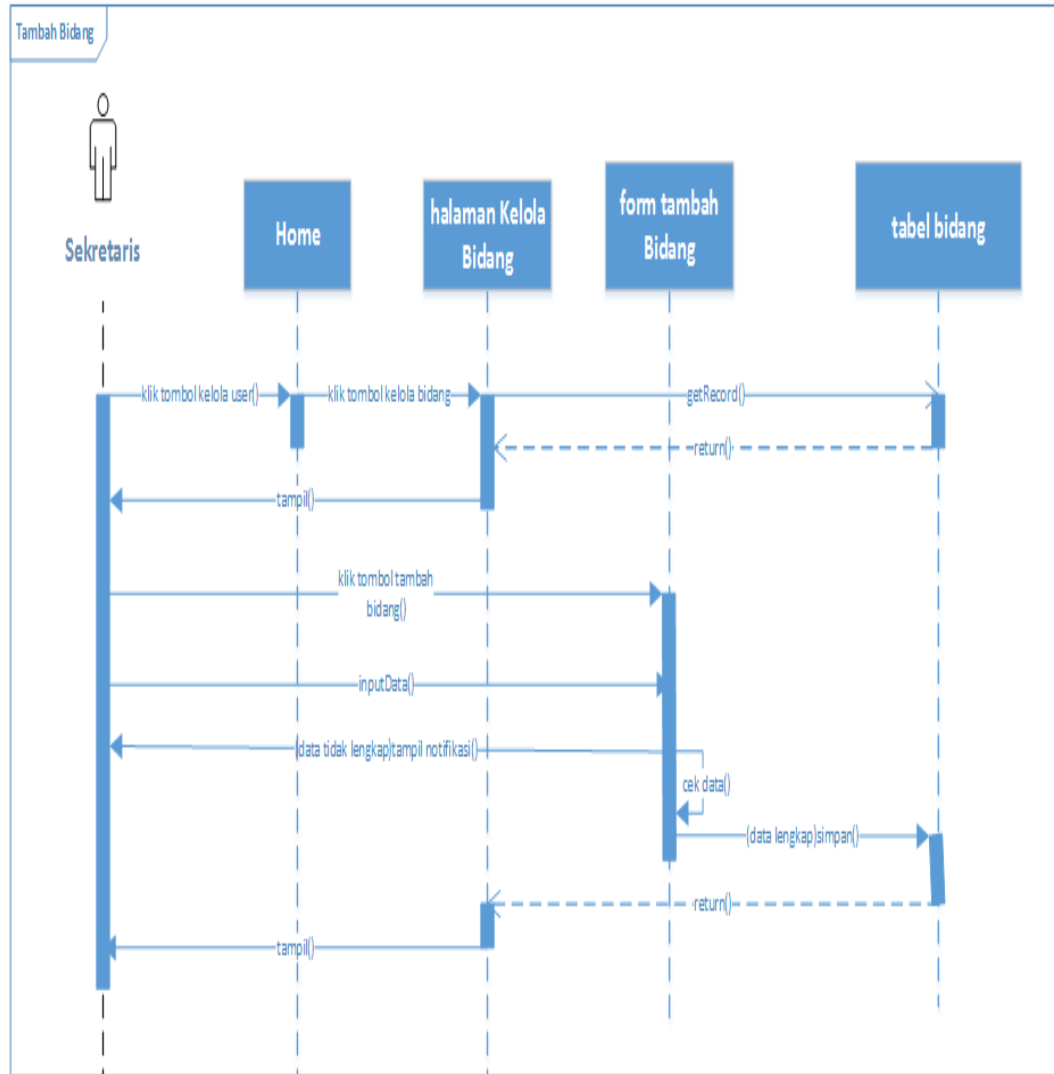 Tambah Bidang
Sekretaris
Home
halaman Kelola
Bidang
form tambah
Bidang
tabel bidang
klik tombol kelola user()
klik tombol kelola bidang
getRecord()
return()
tampil()
klik tombol tambah
bidang()
inputData()
(data tidak lengkap)tampil notifikasi()
cek data()
(data lengkap)simpan()
return()
tampil()